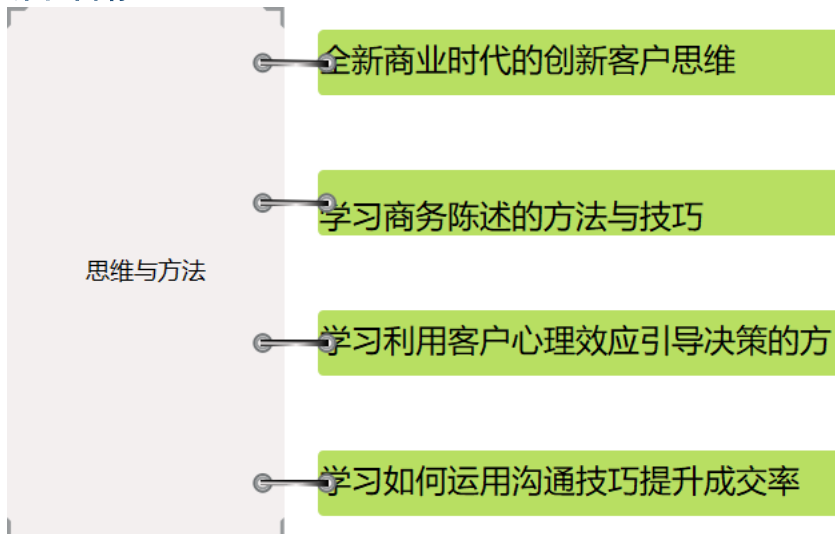 全新商业时代的创新客户思维
学习商务陈述的方法与技巧
思维与方法
学习利用客户心理效应引导决策的方
学习如何运用沟通技巧提升成交率